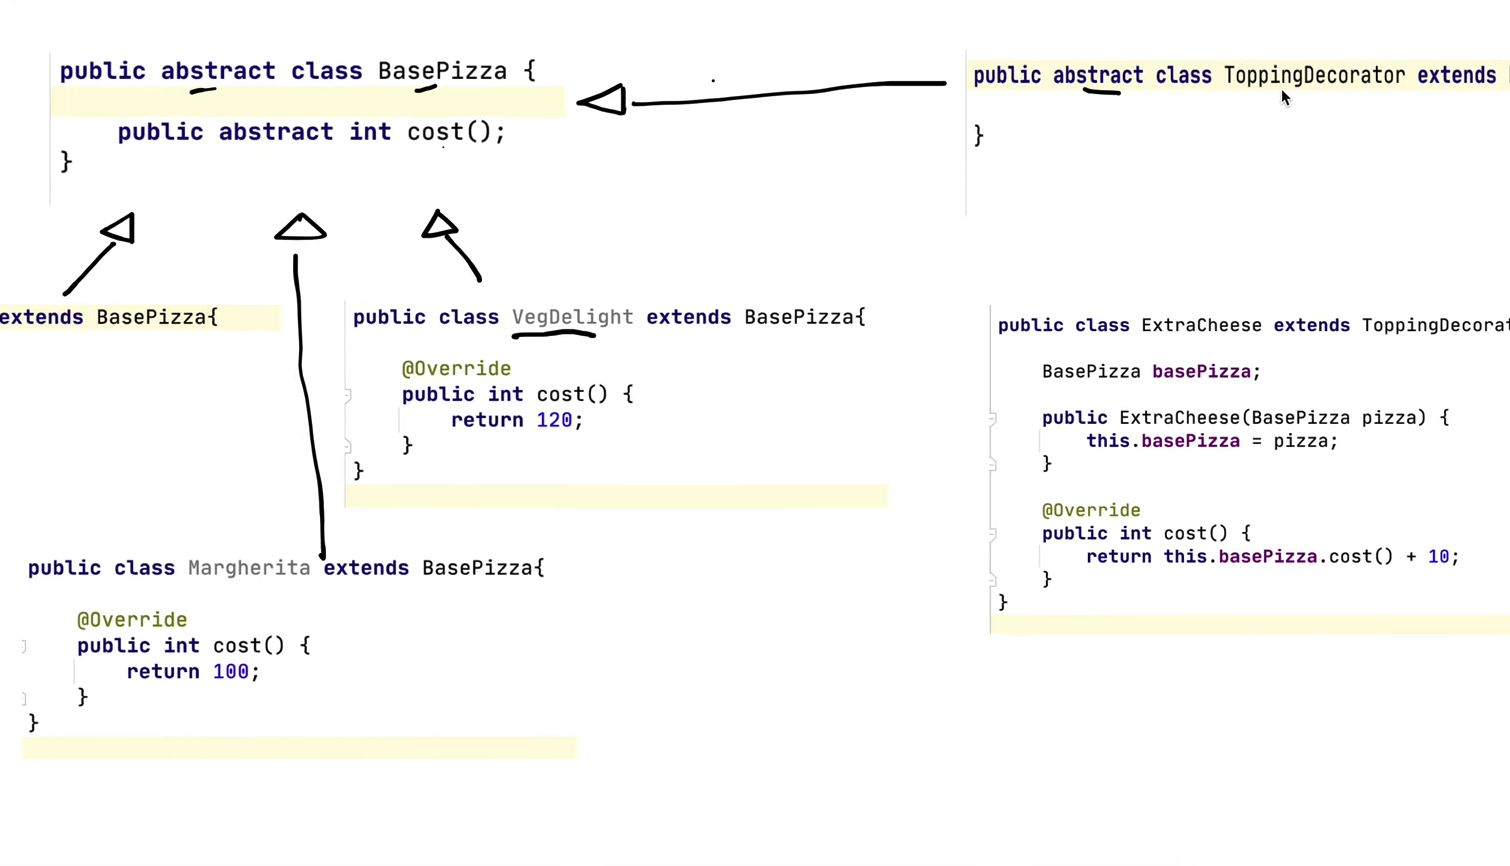 public abstract class BasePizza {
public abstract int cost();
}
public abstract class ToppingDecorator extends
}
extends BasePizza{
public class VegDelight extends BasePizza{
@Override
public int cost() {
return 120;
}
}
public class Margherita extends BasePizza{
@Override
public int cost() {
return 100;
}
}
public class ExtraCheese extends ToppingDecorat
BasePizza basePizza;
public ExtraCheese(BasePizza pizza) {
this.basePizza = pizza;
}
@Override
public int cost() {
return this.basePizza.cost() + 10;
}
}